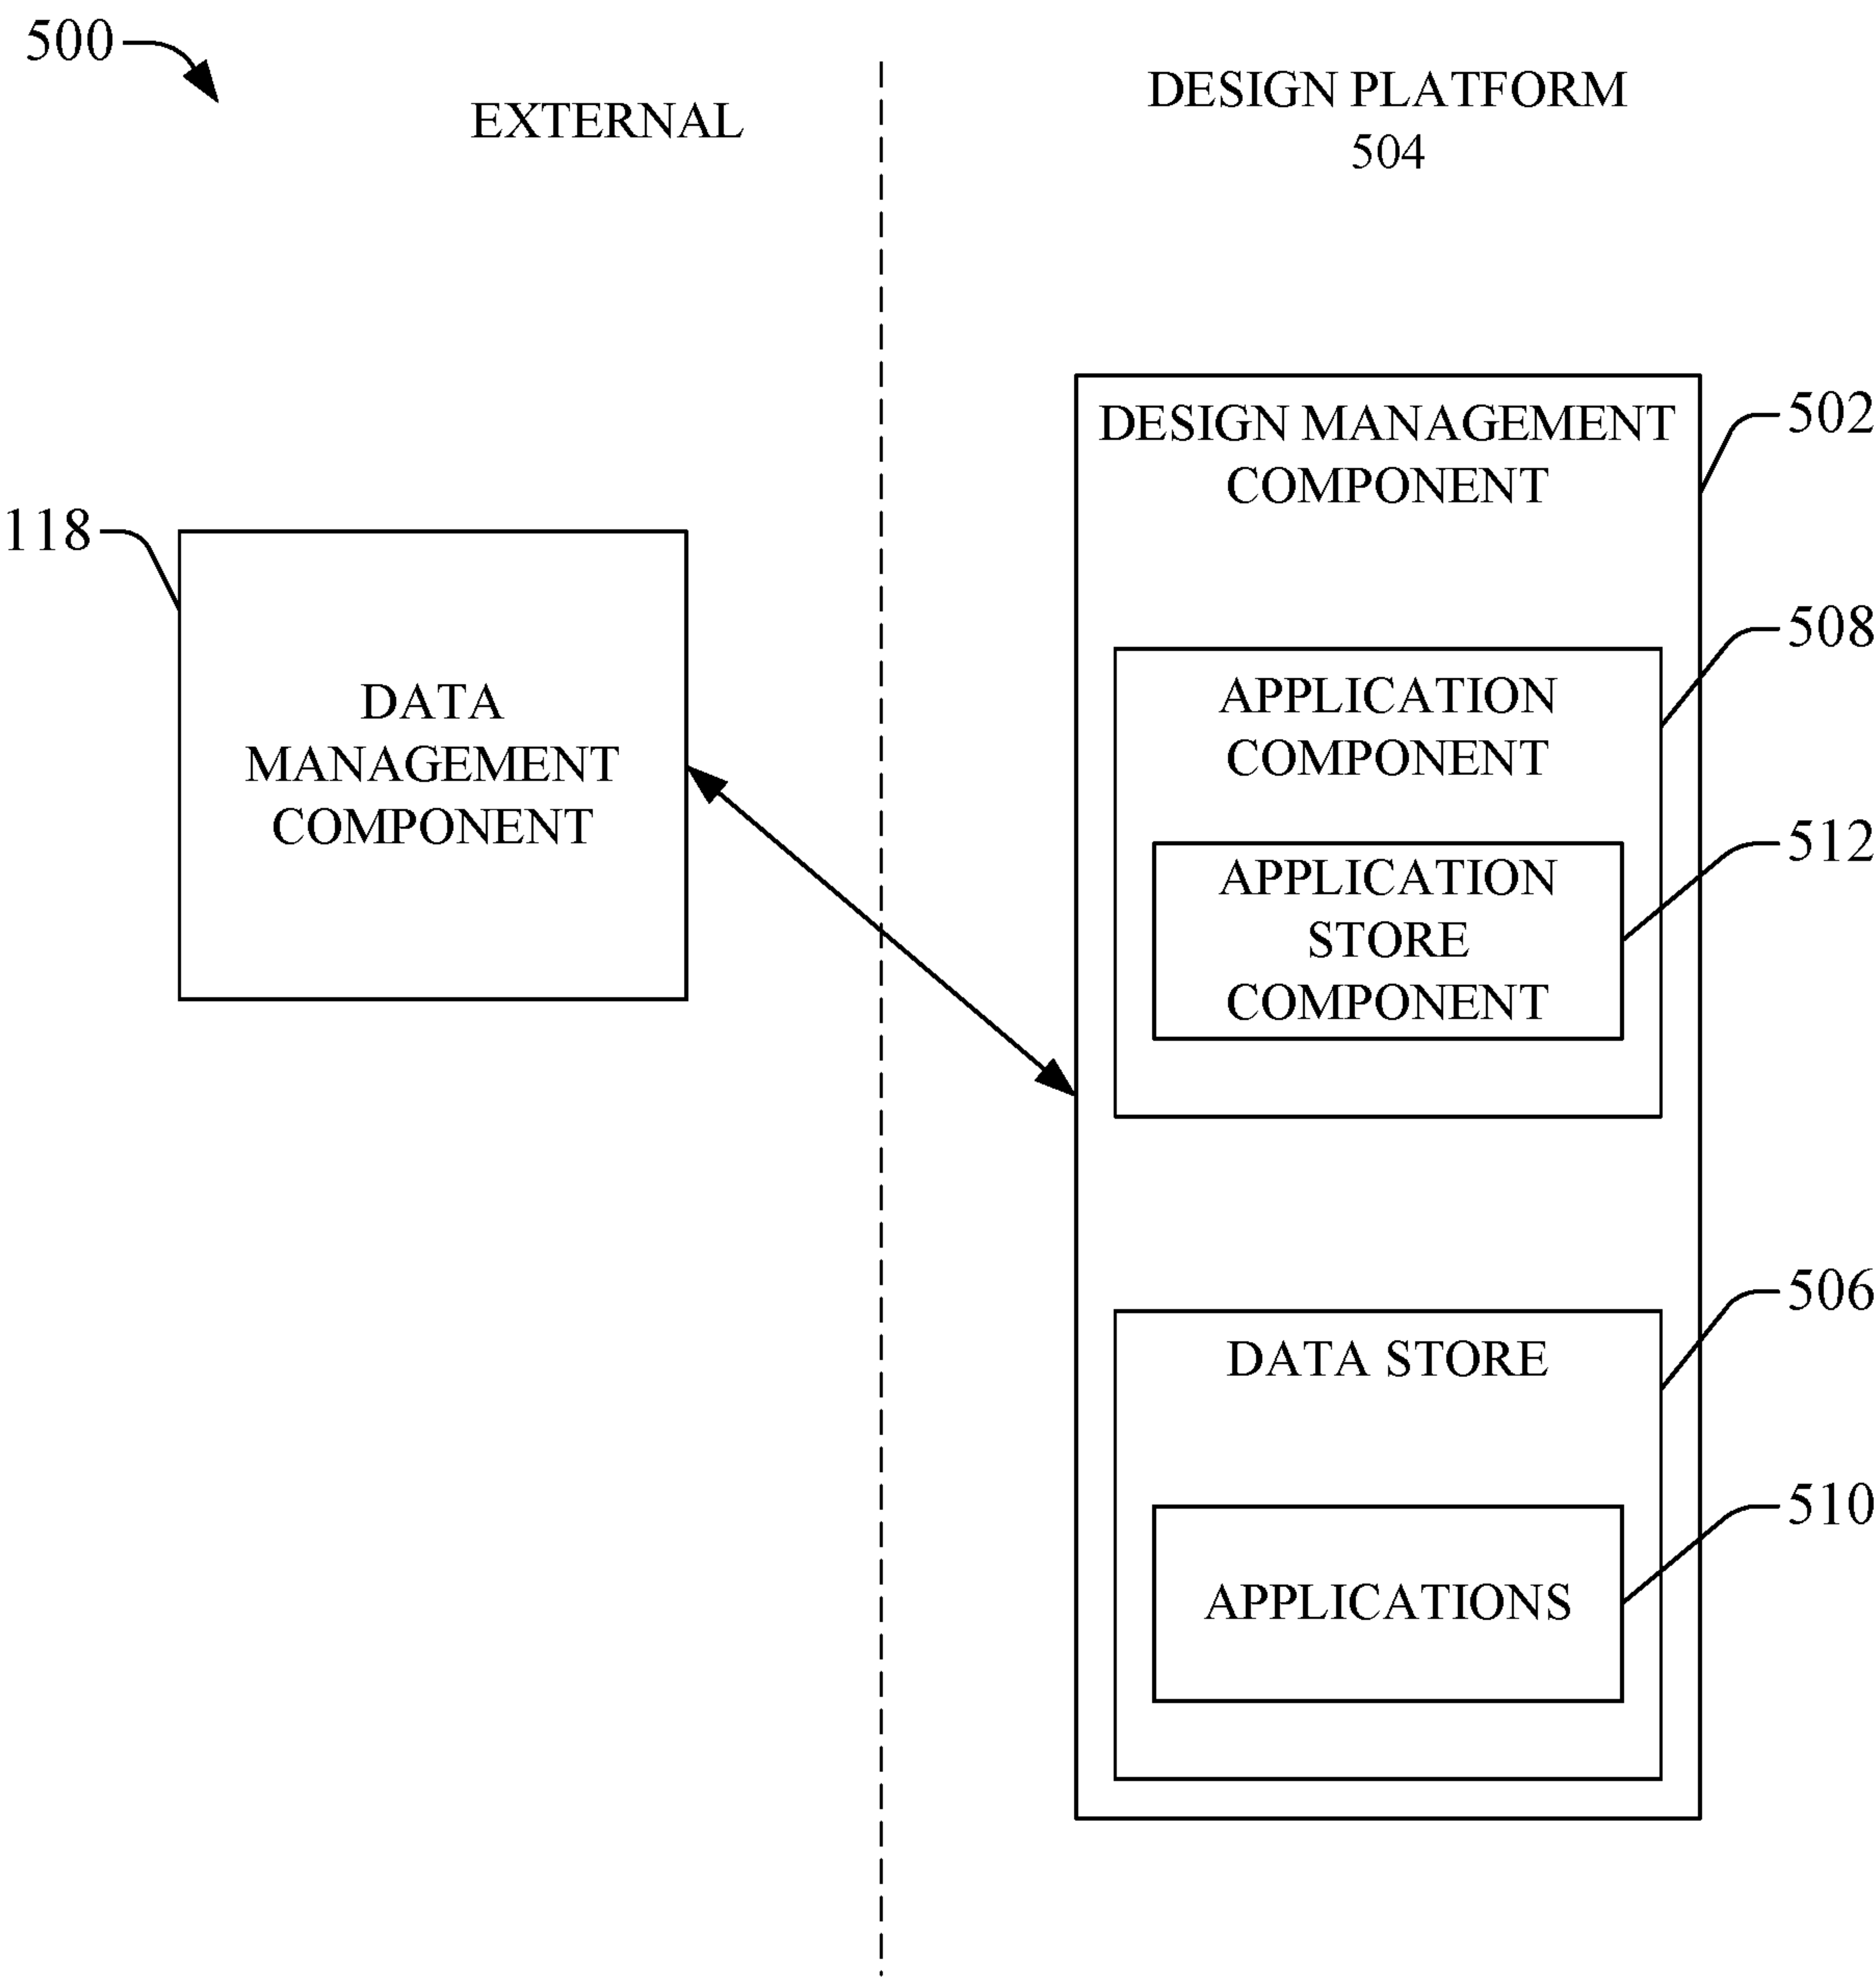 500
EXTERNAL
DESIGN PLATFORM
504
DESIGN MANAGEMENT
COMPONENT
502
118
DATA
MANAGEMENT
COMPONENT
508
APPLICATION
COMPONENT
512
APPLICATION
STORE
COMPONENT
506
DATA STORE
510
APPLICATIONS